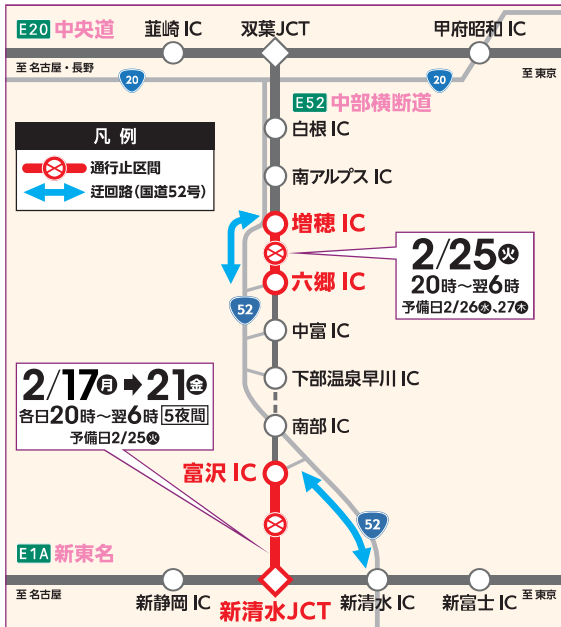 E20 中央道
韮崎 IC
双葉JCT
甲府昭和 IC
至 名古屋・長野
20
20
至 東京
E52 中部横断道
凡 例
通行止区間
迂回路(国道52号)
白根 IC
南アルプス IC
増穂 IC
2/25火
20時〜翌6時
予備日2/26水、27木
六郷 IC
52
中富 IC
下部温泉早川 IC
2/17月➡21金
各日20時〜翌6時 5夜間
予備日2/25火
南部 IC
富沢 IC
52
E1A 新東名
至 名古屋
新静岡 IC
新清水JCT
新清水 IC
新富士 IC
至 東京